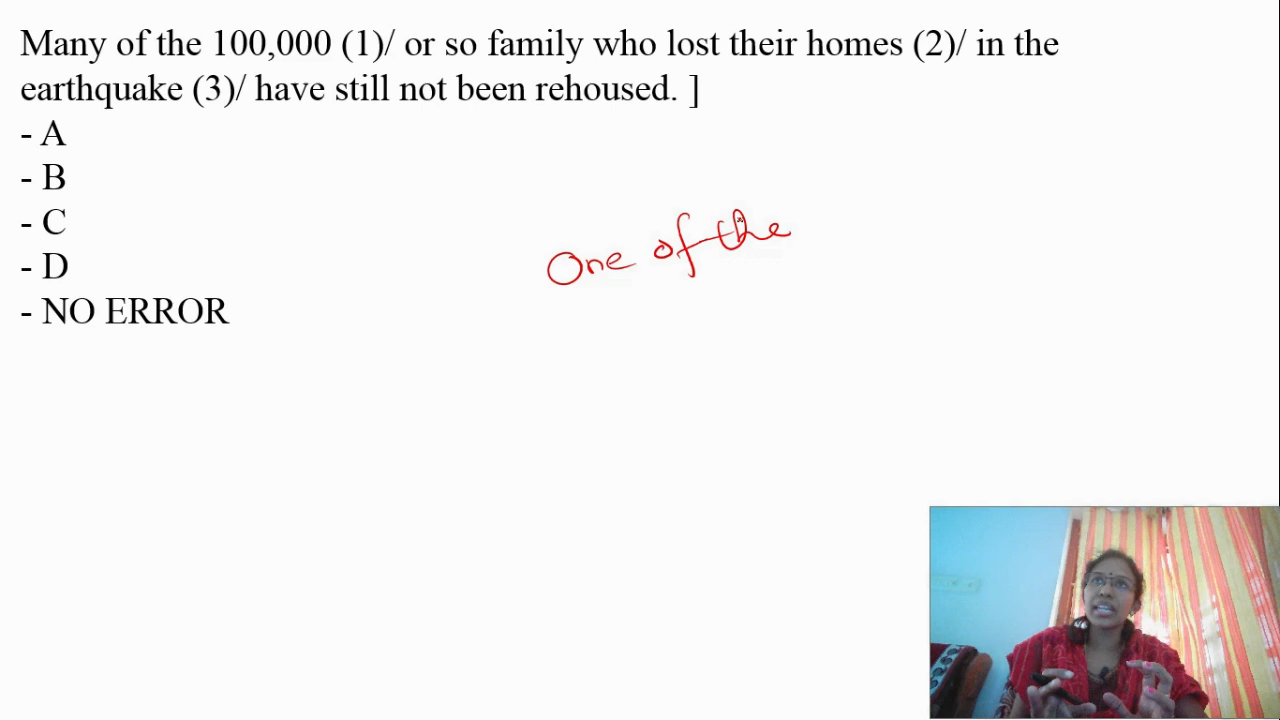 Many of the 100,000 (1)/ or so family who lost their homes (2)/ in the
earthquake (3)/ have still not been rehoused. ]
- A
- B
- C
- D
- NO ERROR
One of the